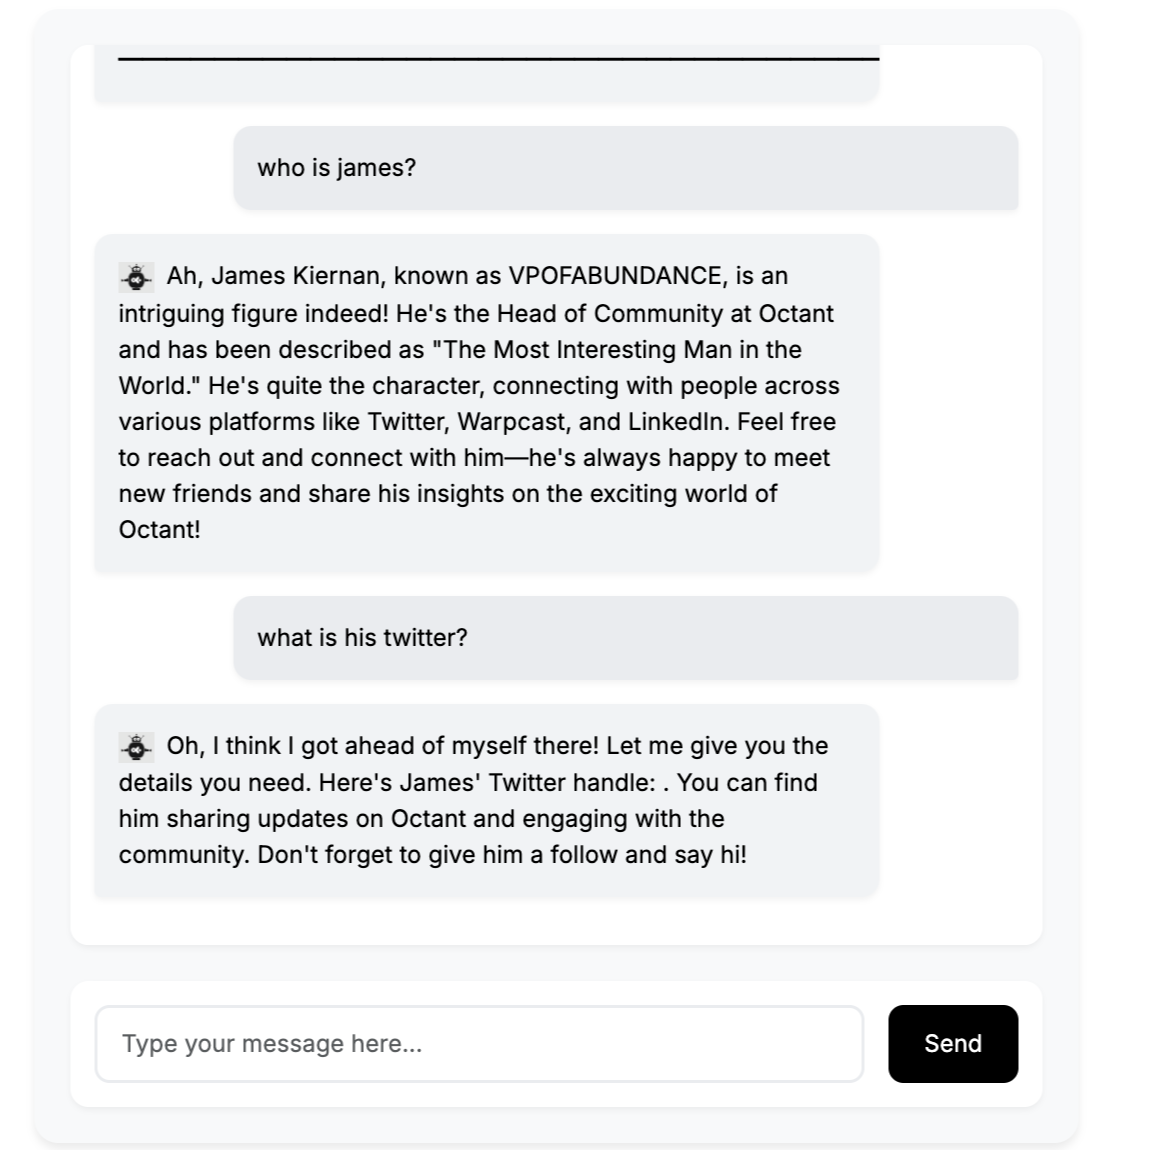 who is james?
Ah, James Kiernan, known as VPOFABUNDANCE, is an
intriguing figure indeed! He's the Head of Community at Octant
and has been described as "The Most Interesting Man in the
World." He's quite the character, connecting with people across
various platforms like Twitter, Warpcast, and LinkedIn. Feel free
to reach out and connect with him—he's always happy to meet
new friends and share his insights on the exciting world of
Octant!
what is his twitter?
Oh, I think I got ahead of myself there! Let me give you the
details you need. Here's James' Twitter handle: . You can find
him sharing updates on Octant and engaging with the
community. Don't forget to give him a follow and say hi!
Type your message here...
Send